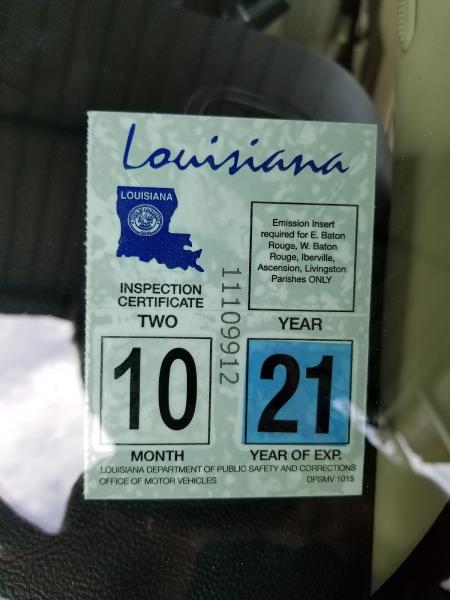 Louisiana
LOUISIANA
Emission Insert
required for E. Baton
Rouge, W. Baton
Rouge, Iberville,
Ascension, Livingston
Parishes ONLY
INSPECTION
CERTIFICATE
11109912
TWO YEAR
10 21
MONTH YEAR OF EXP.
LOUISIANA DEPARTMENT OF PUBLIC SAFETY AND CORRECTIONS
OFFICE OF MOTOR VEHICLES DPSMV 1015